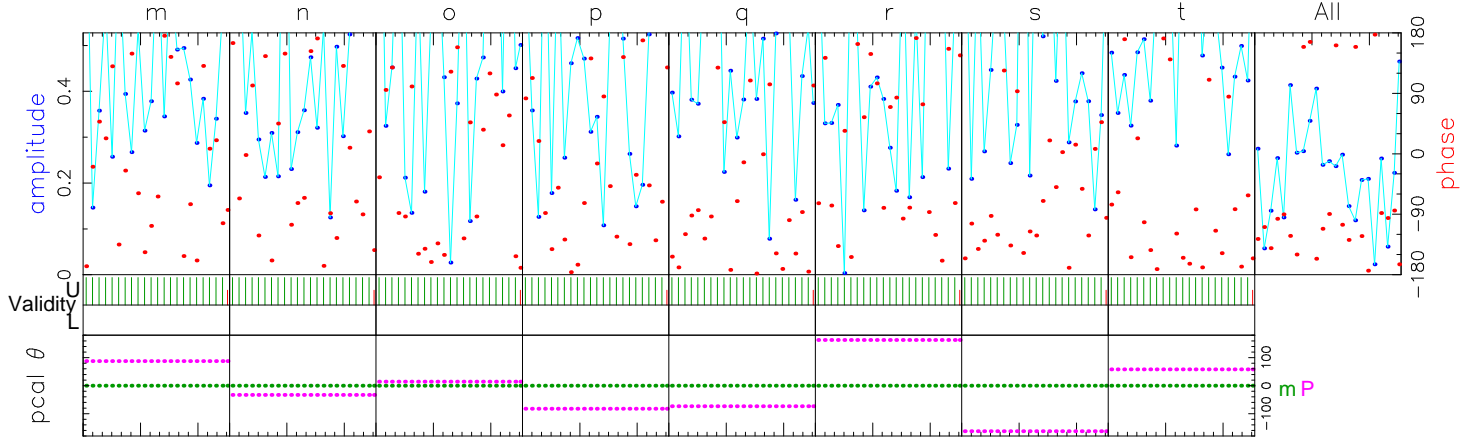 m n o p q r s t All
amplitude
0.4
0.2
0
180
90
0
-90
-180
phase
Validity
U
L
pcal θ
100
0
-100
m P